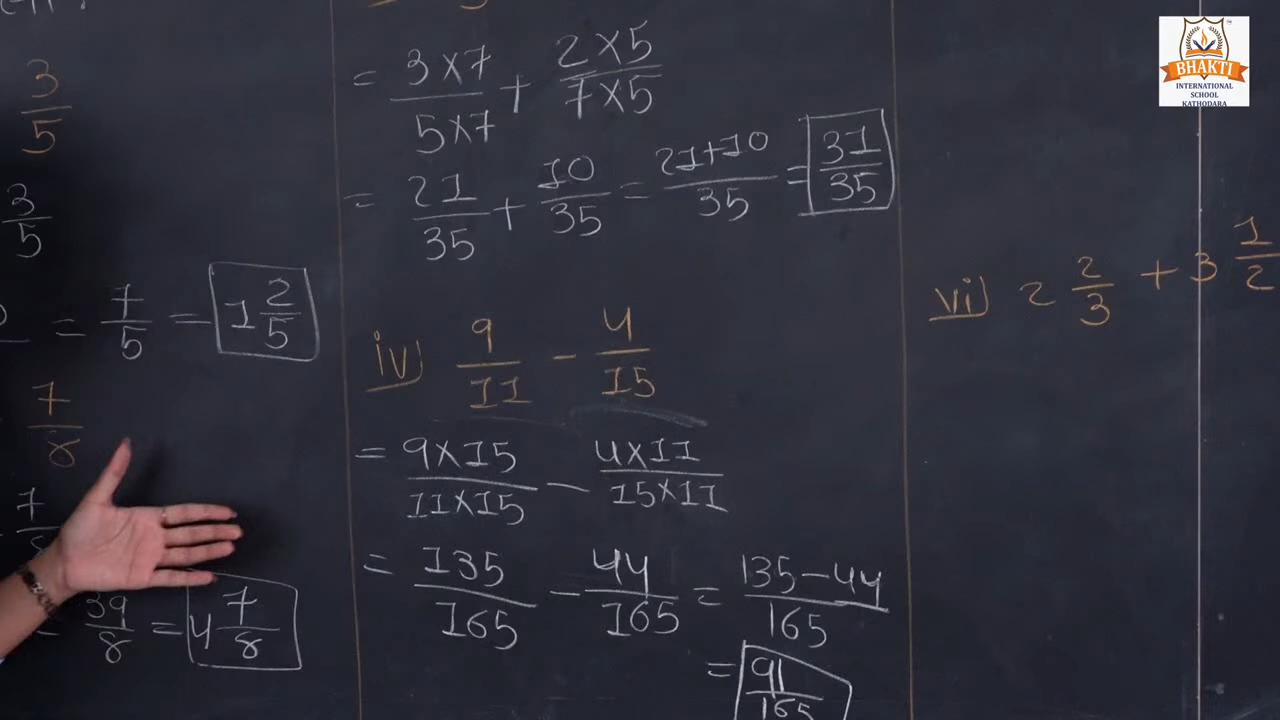 3/5
3/5
= 7/5 = 1 2/5
7/8
7/8
= 39/8 = 4 7/8
= 3×7/5×7 + 2×5/7×5
= 21/35 + 10/35 = 21+10/35 = 31/35
iv) 9/11 - 4/15
= 9×15/11×15 - 4×11/15×11
= 135/165 - 44/165 = 135-44/165
= 91/165
vi) 2 2/3 + 3 1/2
BHAKTI
INTERNATIONAL
SCHOOL
KATHODARA